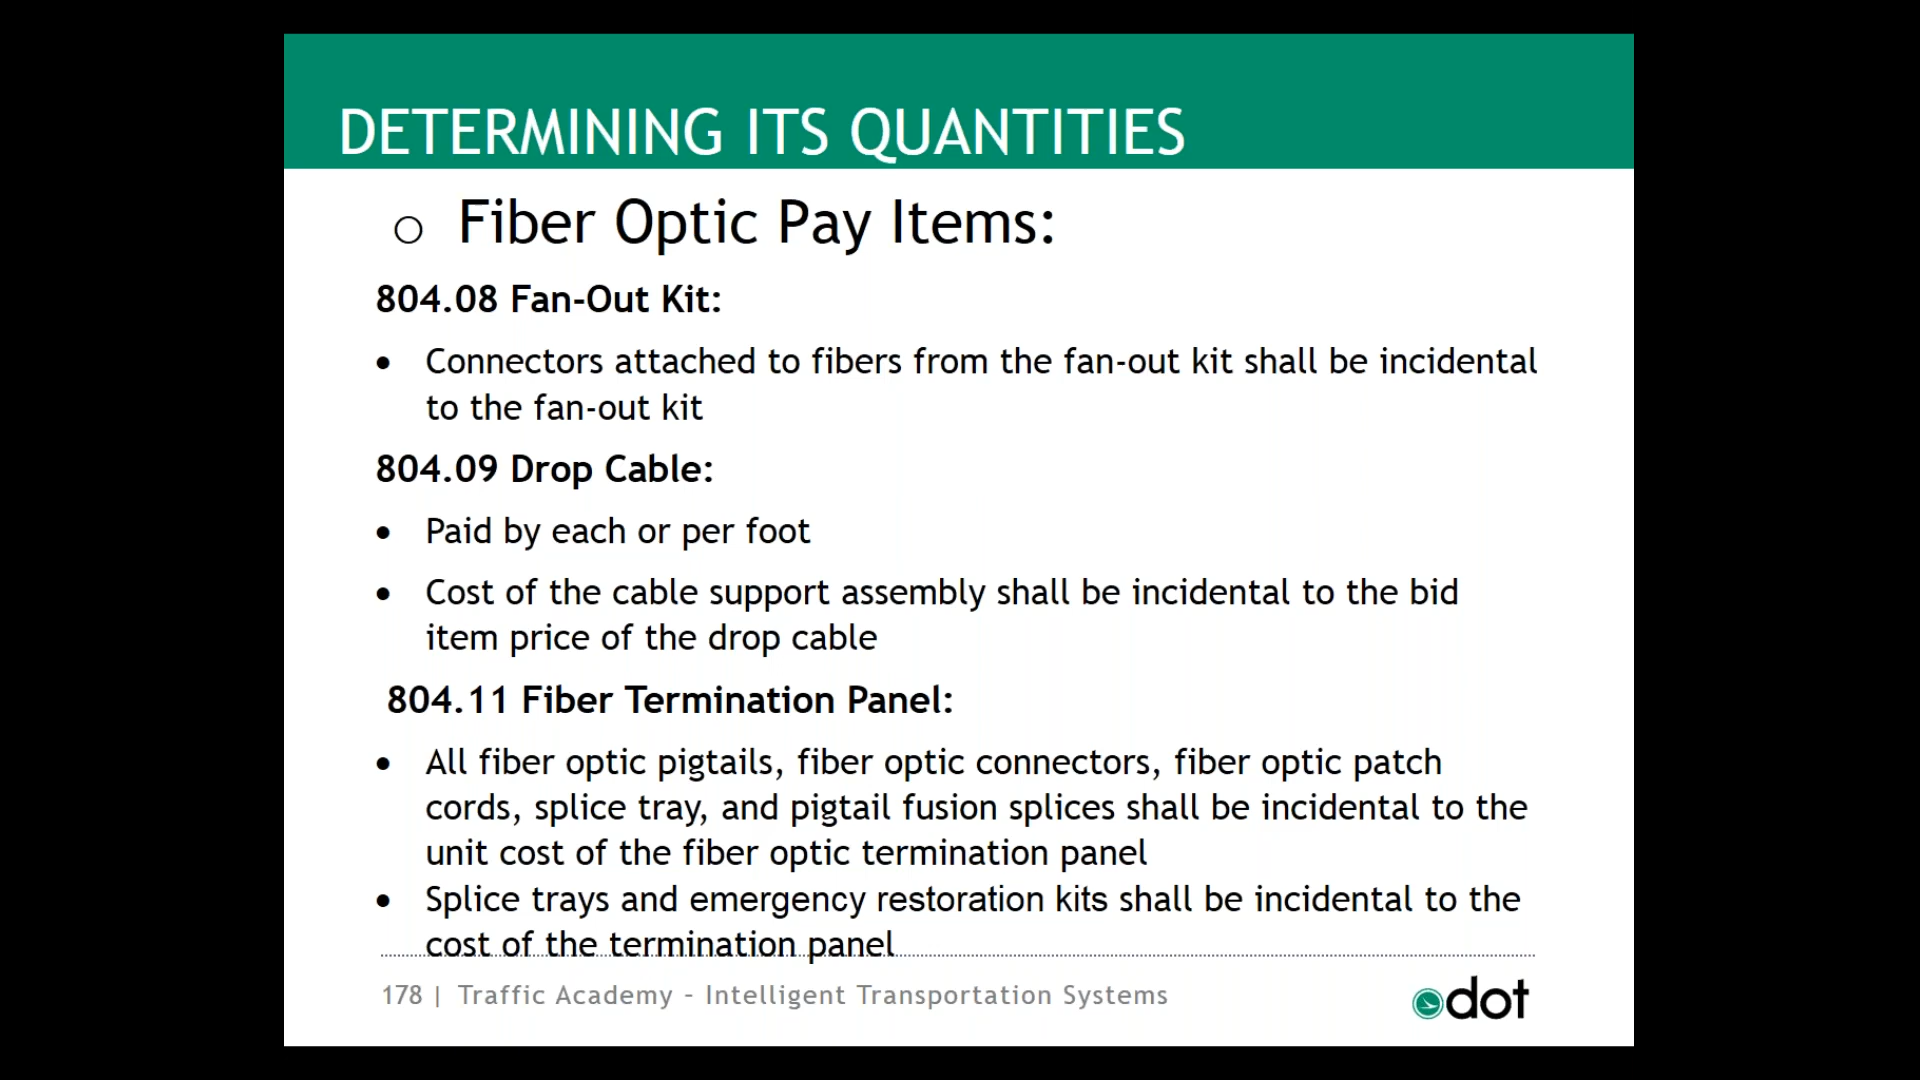 DETERMINING ITS QUANTITIES
o Fiber Optic Pay Items:
804.08 Fan-Out Kit:
• Connectors attached to fibers from the fan-out kit shall be incidental
to the fan-out kit
804.09 Drop Cable:
• Paid by each or per foot
• Cost of the cable support assembly shall be incidental to the bid
item price of the drop cable
804.11 Fiber Termination Panel:
• All fiber optic pigtails, fiber optic connectors, fiber optic patch
cords, splice tray, and pigtail fusion splices shall be incidental to the
unit cost of the fiber optic termination panel
• Splice trays and emergency restoration kits shall be incidental to the
cost of the termination panel
178 | Traffic Academy - Intelligent Transportation Systems
odot